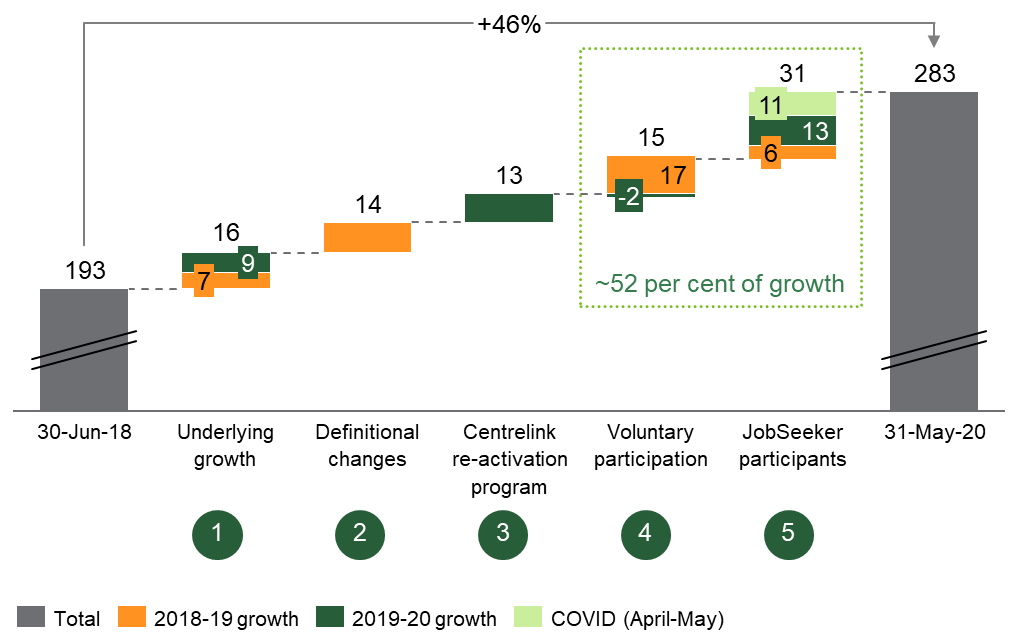 +46%
193
16
9
7
14
13
15
17
-2
31
11
13
6
283
~52 per cent of growth
30-Jun-18
Underlying
growth
Definitional
changes
Centrelink
re-activation
program
Voluntary
participation
JobSeeker
participants
31-May-20
1
2
3
4
5
Total
2018-19 growth
2019-20 growth
COVID (April-May)